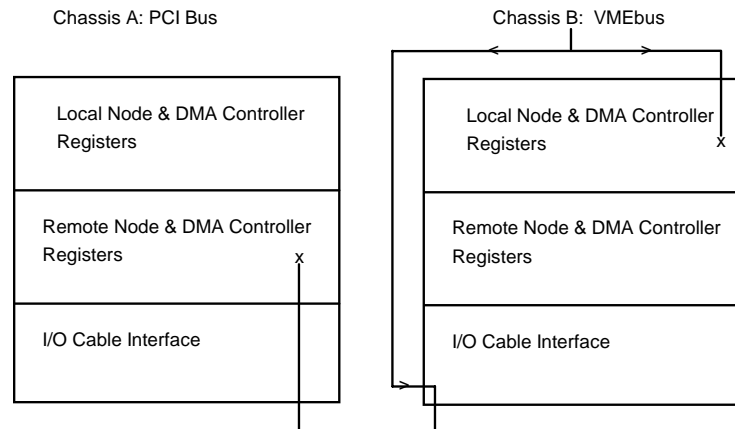 Chassis A: PCI Bus
Chassis B: VMEbus
Local Node & DMA Controller
Registers
Remote Node & DMA Controller
Registers
x
I/O Cable Interface
Local Node & DMA Controller
Registers
x
Remote Node & DMA Controller
Registers
I/O Cable Interface